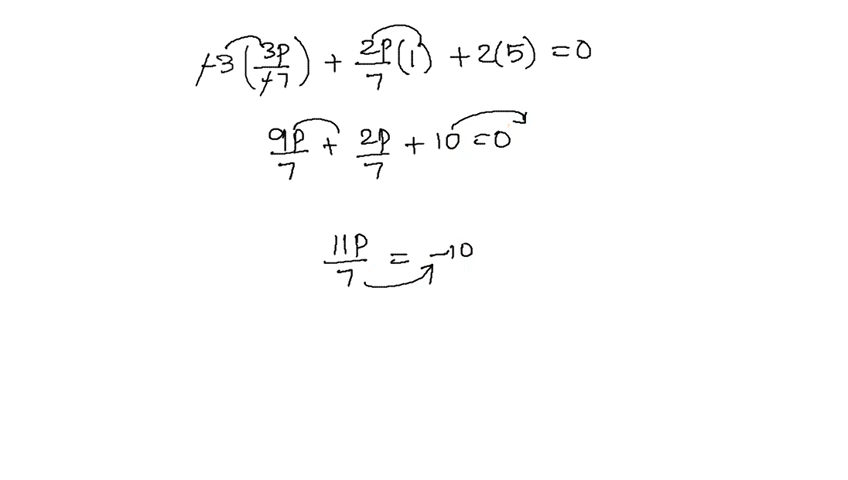 -3(3p/-7) + 2p/7(1) + 2(5) = 0
9p/7 + 2p/7 + 10 = 0
11p/7 = -10